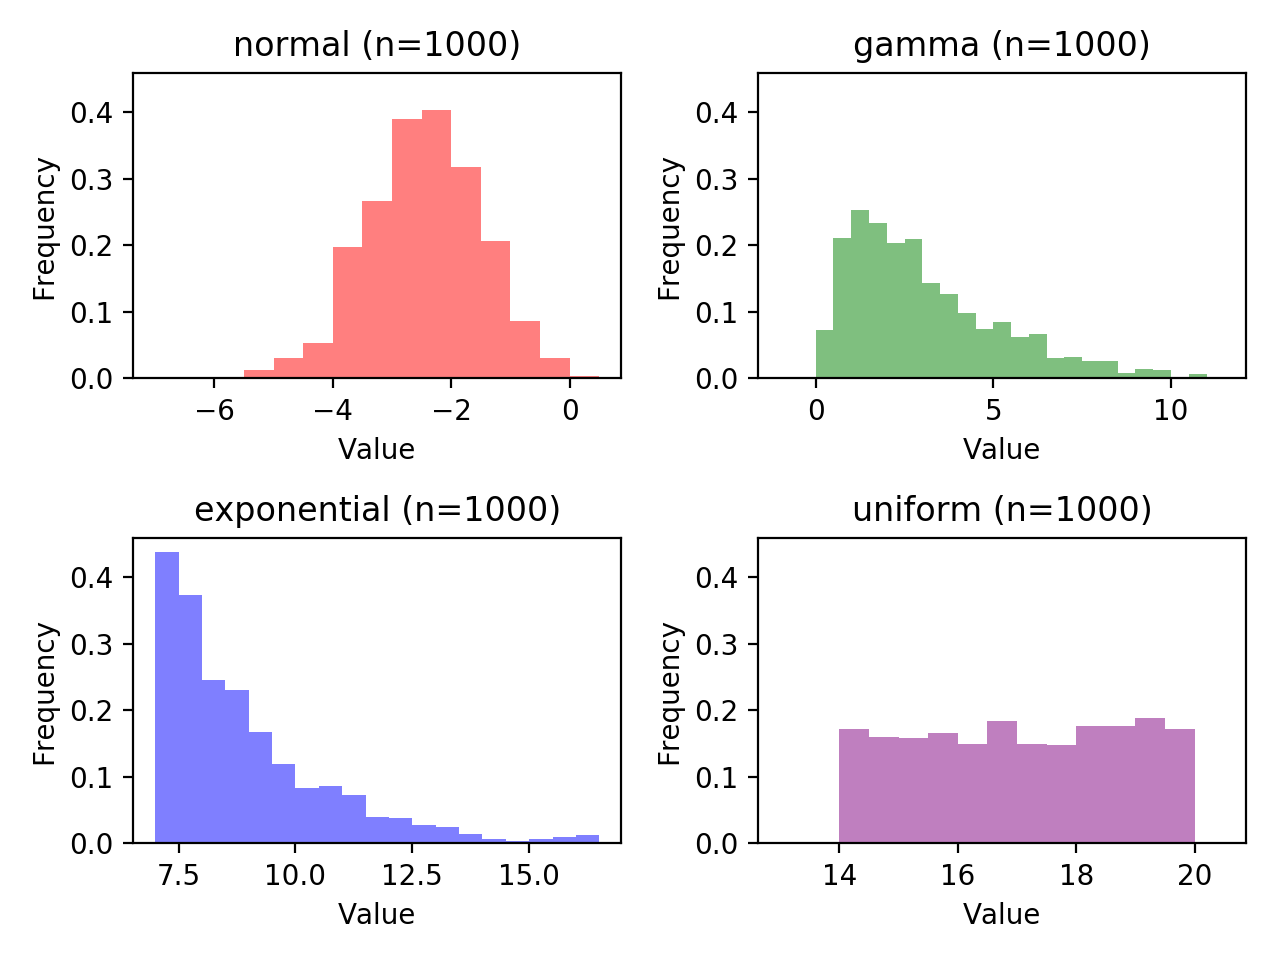 normal (n=1000)
Frequency
0.4
0.3
0.2
0.1
0.0
−6 −4 −2 0
Value
gamma (n=1000)
Frequency
0.4
0.3
0.2
0.1
0.0
0 5 10
Value
exponential (n=1000)
Frequency
0.4
0.3
0.2
0.1
0.0
7.5 10.0 12.5 15.0
Value
uniform (n=1000)
Frequency
0.4
0.3
0.2
0.1
0.0
14 16 18 20
Value